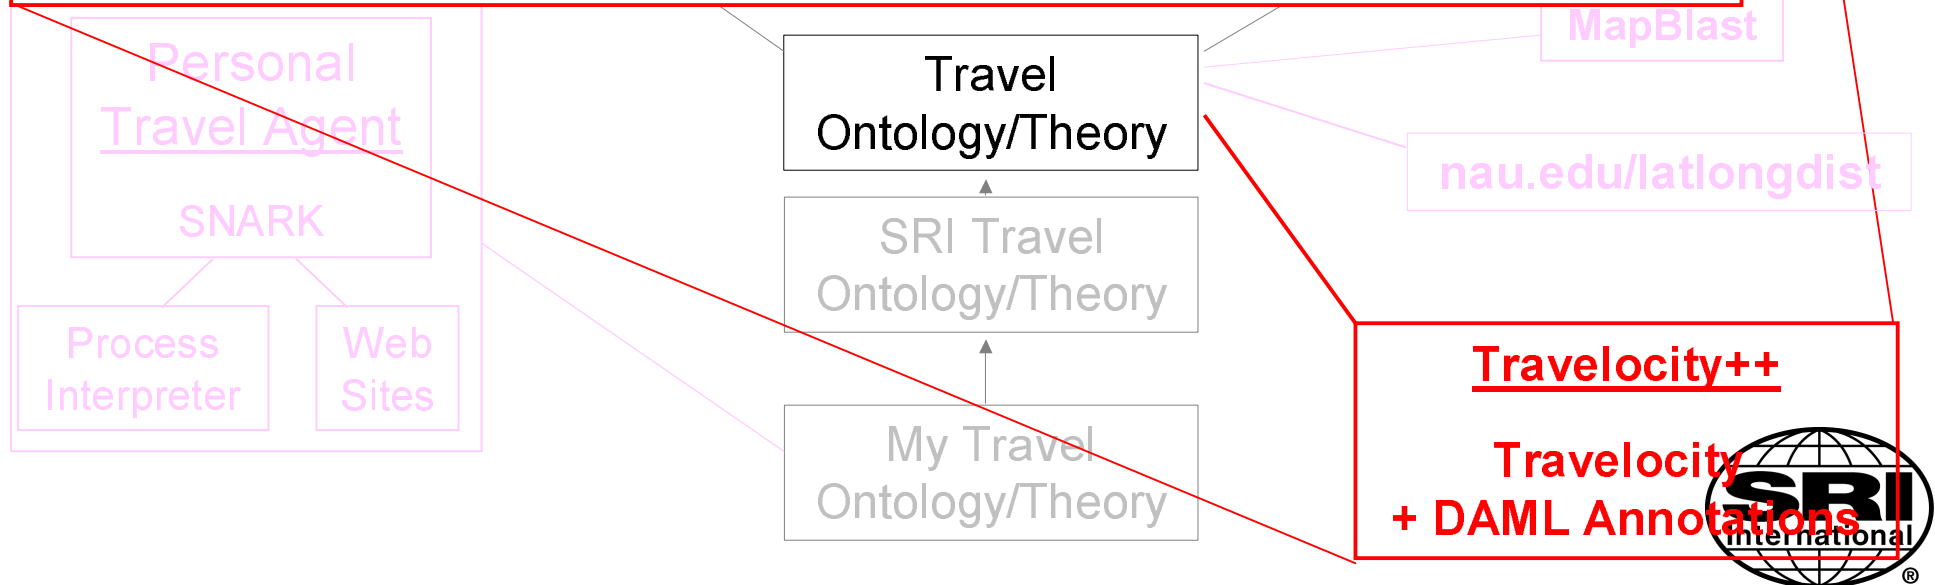 Personal
Travel Agent
SNARK
Process
Interpreter
Web
Sites
Travel
Ontology/Theory
SRI Travel
Ontology/Theory
My Travel
Ontology/Theory
MapBlast
nau.edu/latlongdist
Travelocity++
Travelocity
+ DAML Annotations
SRI
International
®